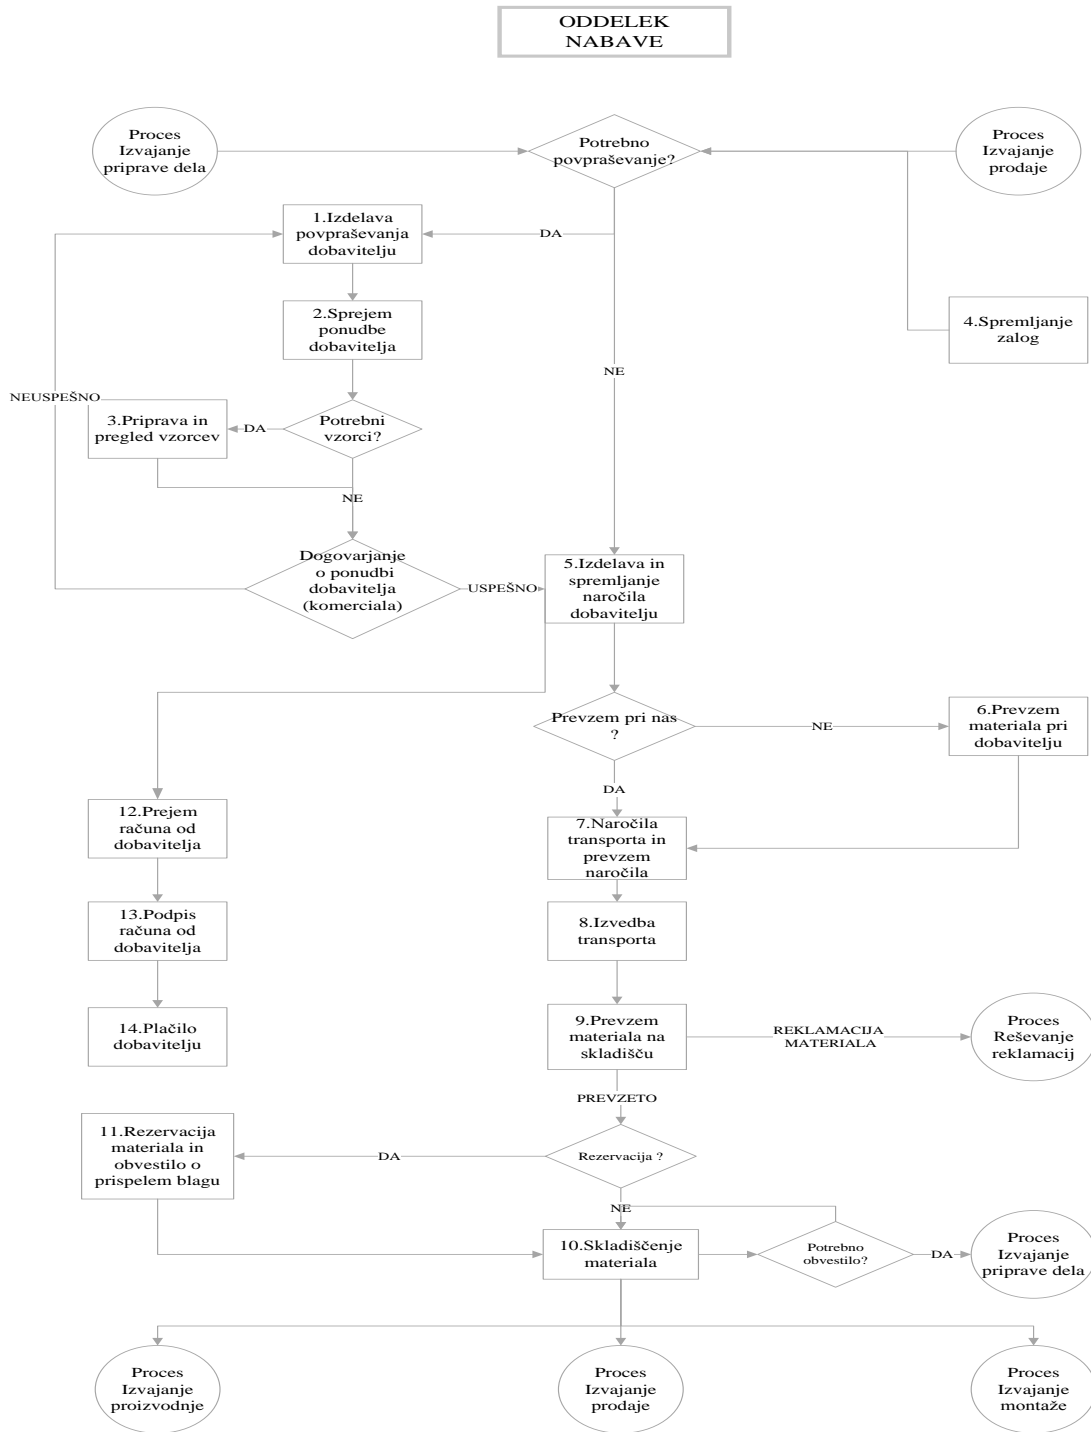 ODDELEK
NABAVE
Proces
Izvajanje
priprave dela
Potrebno
povpraševanje?
Proces
Izvajanje
prodaje
1.Izdelava
povpraševanja
dobavitelju
DA
2.Sprejem
ponudbe
dobavitelja
4.Spremljanje
zalog
NE
NEUSPEŠNO
3.Priprava in
pregled vzorcev
DA
Potrebni
vzorci?
NE
Dogovarjanje
o ponudbi
dobavitelja
(komerciala)
USPEŠNO
5.Izdelava in
spremljanje
naročila
dobavitelju
Prevzem pri nas
?
NE
6.Prevzem
materiala pri
dobavitelju
DA
12.Prejem
računa od
dobavitelja
7.Naročila
transporta in
prevzem
naročila
13.Podpis
računa od
dobavitelja
8.Izvedba
transporta
14.Plačilo
dobavitelju
9.Prevzem
materiala na
skladišču
REKLAMACIJA
MATERIALA
Proces
Reševanje
reklamacij
PREVZETO
11.Rezervacija
materiala in
obvestilo o
prispelem blagu
DA
Rezervacija ?
NE
10.Skladiščenje
materiala
Potrebno
obvestilo?
DA
Proces
Izvajanje
priprave dela
Proces
Izvajanje
proizvodnje
Proces
Izvajanje
prodaje
Proces
Izvajanje
montaže